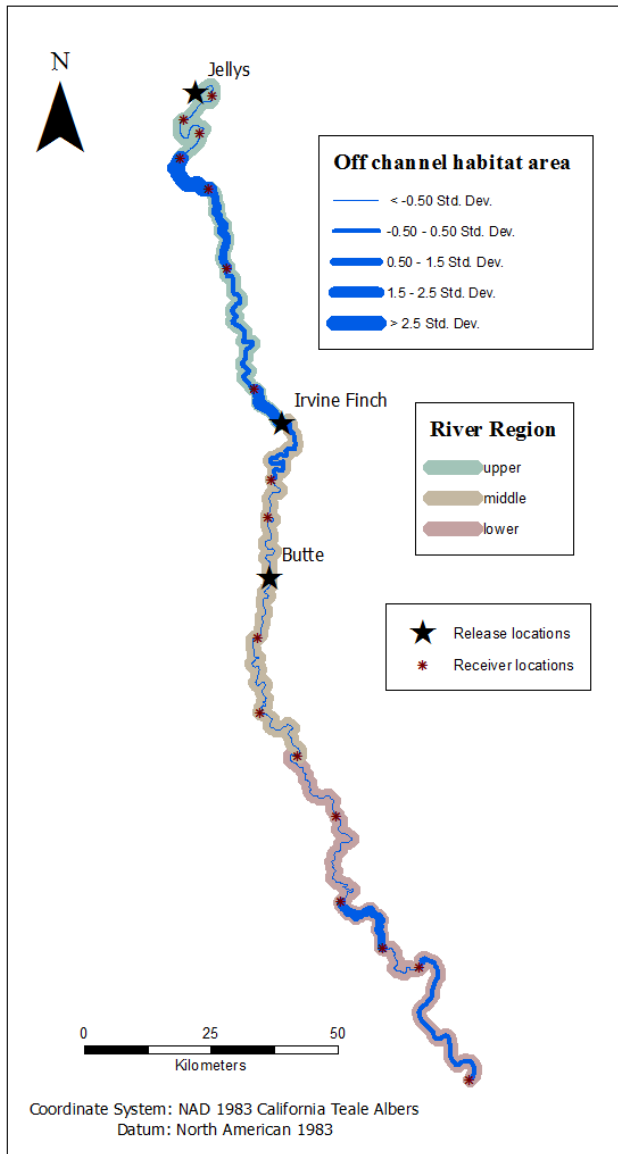 N
Jellys
Off channel habitat area
< -0.50 Std. Dev.
-0.50 - 0.50 Std. Dev.
0.50 - 1.5 Std. Dev.
1.5 - 2.5 Std. Dev.
> 2.5 Std. Dev.
Irvine Finch
River Region
upper
middle
lower
Butte
Release locations
Receiver locations
0 25 50
Kilometers
Coordinate System: NAD 1983 California Teale Albers
Datum: North American 1983